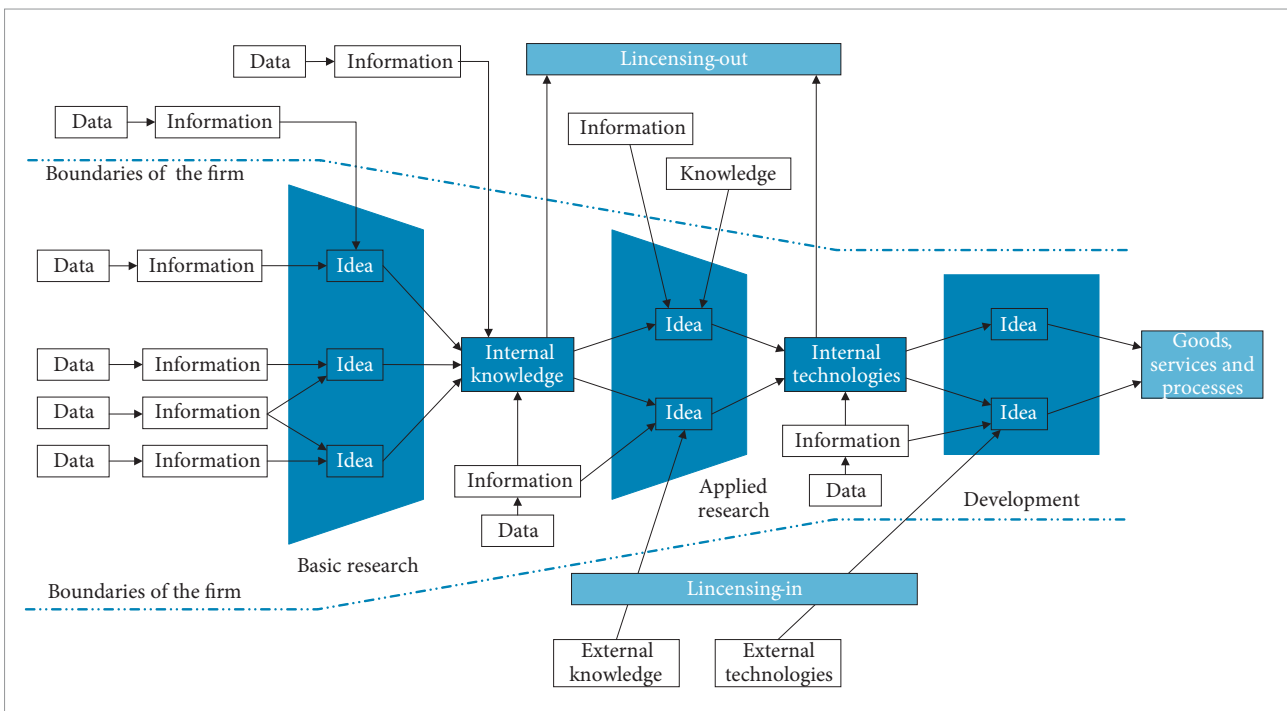 Data
Information
Lincensing-out
Data
Information
Information
Boundaries of the firm
Knowledge
Data
Information
Idea
Idea
Idea
Data
Information
Idea
Internal
knowledge
Internal
technologies
Goods,
services and
processes
Data
Information
Idea
Idea
Information
Data
Information
Idea
Information
Data
Applied
research
Data
Development
Basic research
Boundaries of the firm
Lincensing-in
External
knowledge
External
technologies